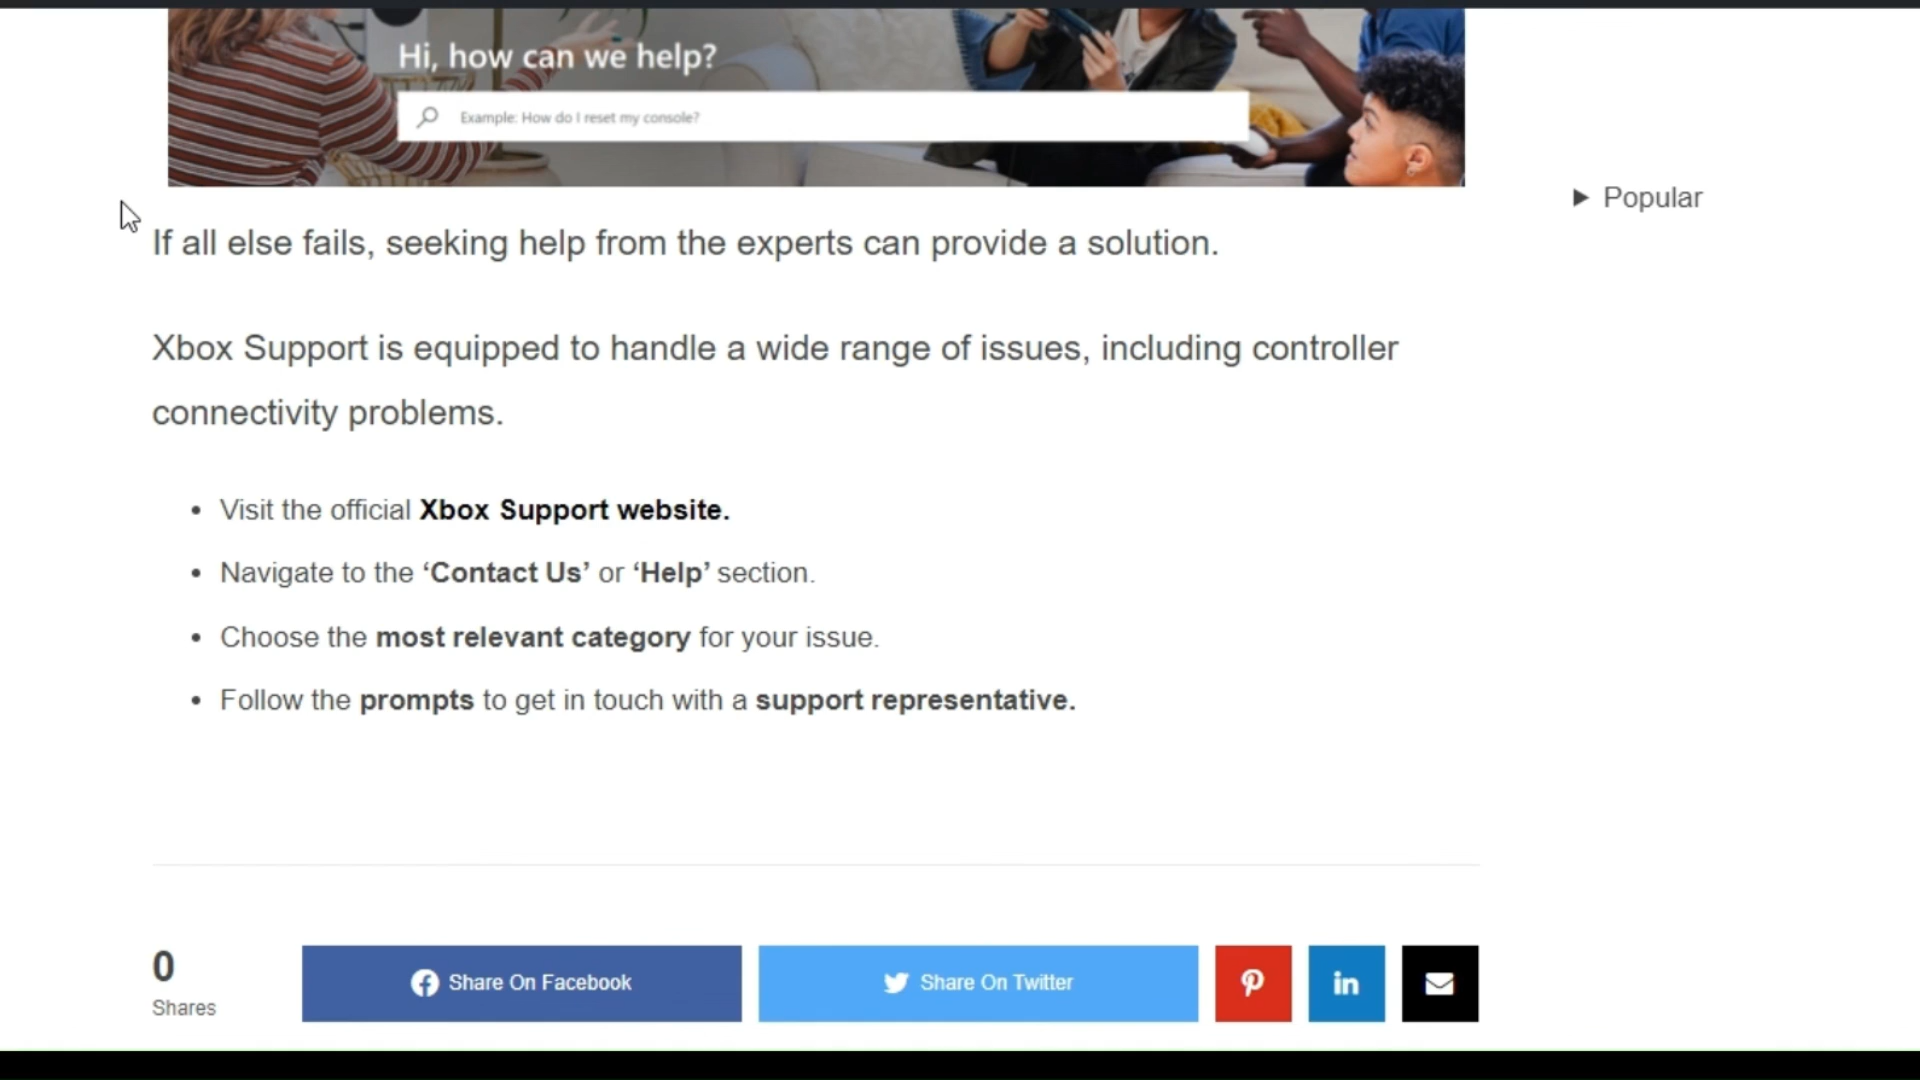 Hi, how can we help?
Example: How do I reset my console?
Popular
If all else fails, seeking help from the experts can provide a solution.
Xbox Support is equipped to handle a wide range of issues, including controller
connectivity problems.
• Visit the official Xbox Support website.
• Navigate to the ‘Contact Us’ or ‘Help’ section.
• Choose the most relevant category for your issue.
• Follow the prompts to get in touch with a support representative.
0
Shares
Share On Facebook
Share On Twitter
in